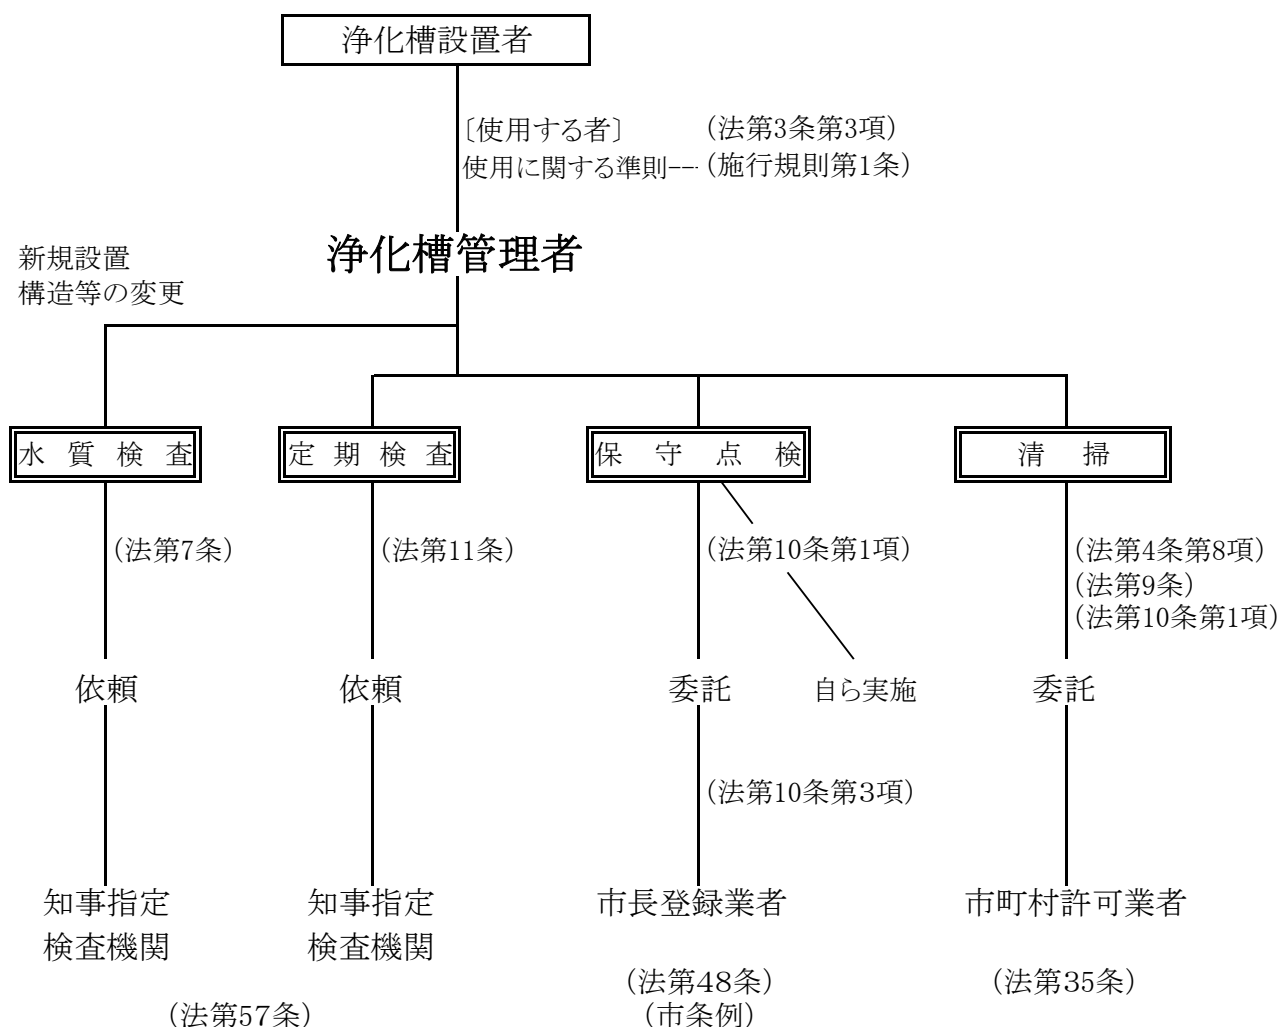 浄化槽設置者
〔使用する者〕 (法第3条第3項)
使用に関する準則--- (施行規則第1条)
浄化槽管理者
新規設置
構造等の変更
水質検査 定期検査 保守点検 清掃
(法第7条) (法第11条) (法第10条第1項) (法第4条第8項)
(法第9条)
(法第10条第1項)
依頼 依頼 委託 自ら実施 委託
(法第10条第3項)
知事指定 知事指定 市長登録業者 市町村許可業者
検査機関 検査機関
(法第48条) (法第35条)
(法第57条) (市条例)